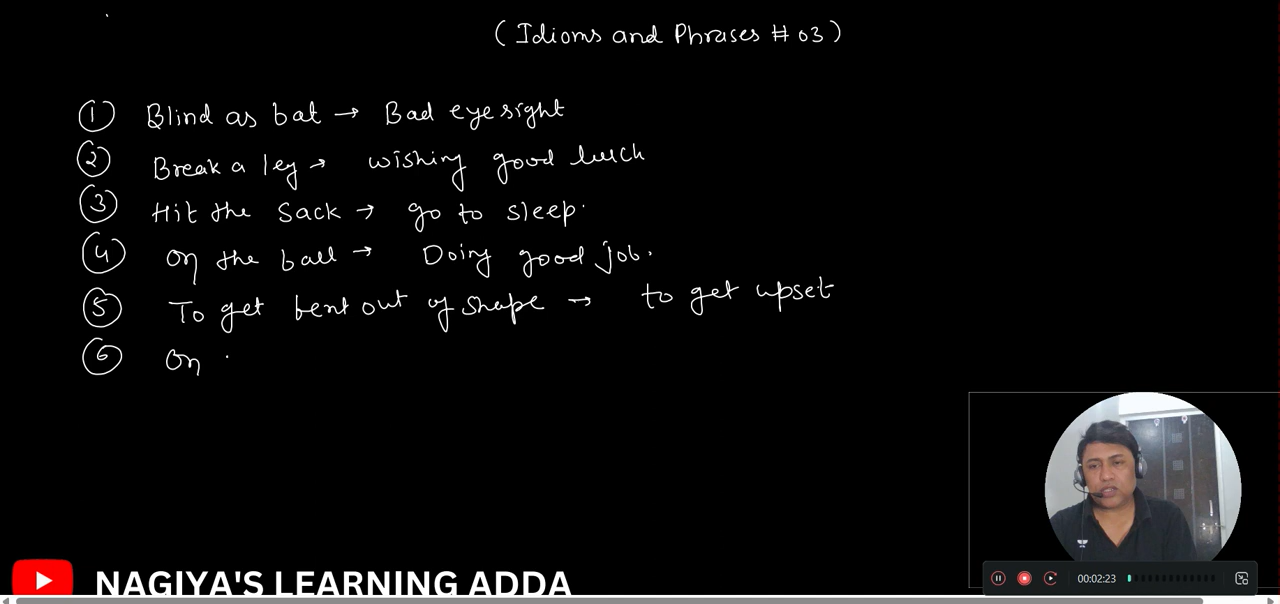 (Idioms and Phrases # 03)
① Blind as bat → Bad eye sight
② Break a leg → wishing good luck
③ Hit the sack → go to sleep.
④ On the ball → Doing good job.
⑤ To get bent out of shape → to get upset
⑥ On
NAGIYA'S LEARNING ADDA
00:02:23